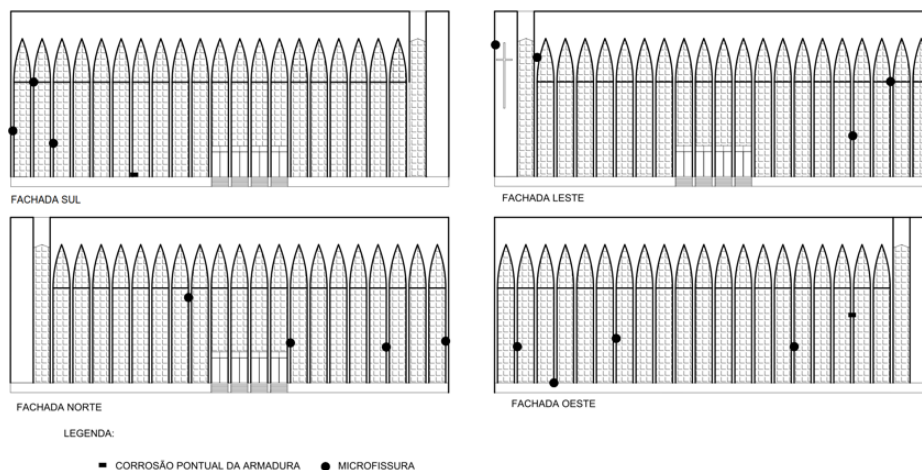 FACHADA SUL
FACHADA LESTE
FACHADA NORTE
FACHADA OESTE
LEGENDA:
CORROSÃO PONTUAL DA ARMADURA MICROFISSURA